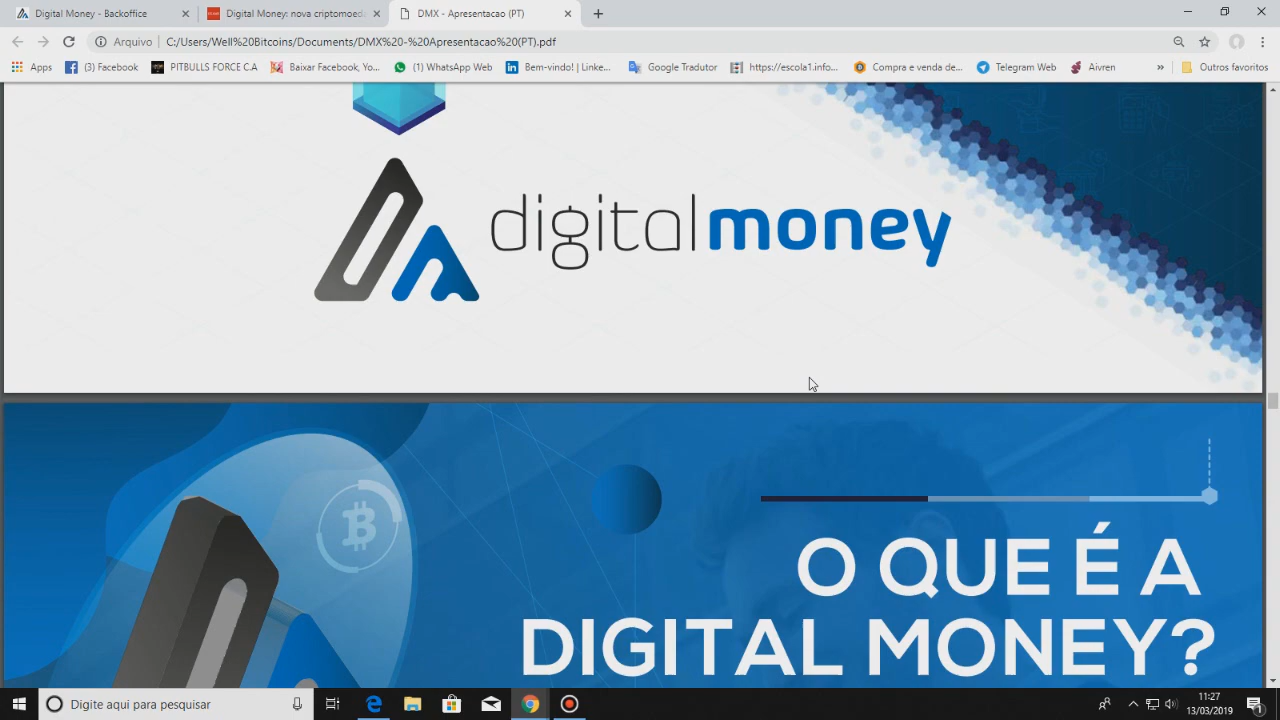 Digital Money - Backoffice
Digital Money: nova criptomoeda
DMX - Apresentacao (PT)
Arquivo
C:/Users/Well%20Bitcoins/Documents/DMX%20-%20Apresentacao%20(PT).pdf
Apps
(3) Facebook
PITBULLS FORCE C.A
Baixar Facebook, Yo...
(1) WhatsApp Web
Bem-vindo! | Linke...
Google Tradutor
https://escola1.info...
Compra e venda de...
Telegram Web
Aivren
»
Outros favoritos
digitalmoney
O QUE É A
DIGITAL MONEY?
Digite aqui para pesquisar
11:27
13/03/2019
1